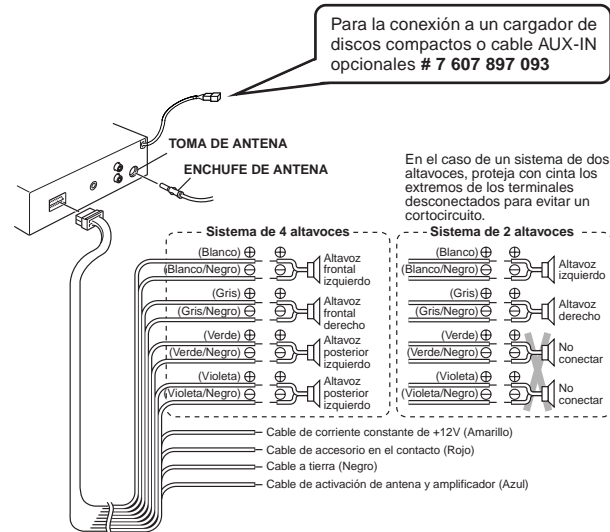 Para la conexión a un cargador de
discos compactos o cable AUX-IN
opcionales # 7 607 897 093
TOMA DE ANTENA
ENCHUFE DE ANTENA
En el caso de un sistema de dos
altavoces, proteja con cinta los
extremos de los terminales
desconectados para evitar un
cortocircuito.
Sistema de 4 altavoces
(Blanco) ⊕ ⊕
(Blanco/Negro) ⊖ ⊖
Altavoz
frontal
izquierdo
(Gris) ⊕ ⊕
(Gris/Negro) ⊖ ⊖
Altavoz
frontal
derecho
(Verde) ⊕ ⊕
(Verde/Negro) ⊖ ⊖
Altavoz
posterior
izquierdo
(Violeta) ⊕ ⊕
(Violeta/Negro) ⊖ ⊖
Altavoz
posterior
izquierdo
Sistema de 2 altavoces
(Blanco) ⊕ ⊕
(Blanco/Negro) ⊖ ⊖
Altavoz
izquierdo
(Gris) ⊕ ⊕
(Gris/Negro) ⊖ ⊖
Altavoz
derecho
(Verde) ⊕ ⊕
(Verde/Negro) ⊖ ⊖
No
conectar
(Violeta) ⊕ ⊕
(Violeta/Negro) ⊖ ⊖
No
conectar
Cable de corriente constante de +12V (Amarillo)
Cable de accesorio en el contacto (Rojo)
Cable a tierra (Negro)
Cable de activación de antena y amplificador (Azul)